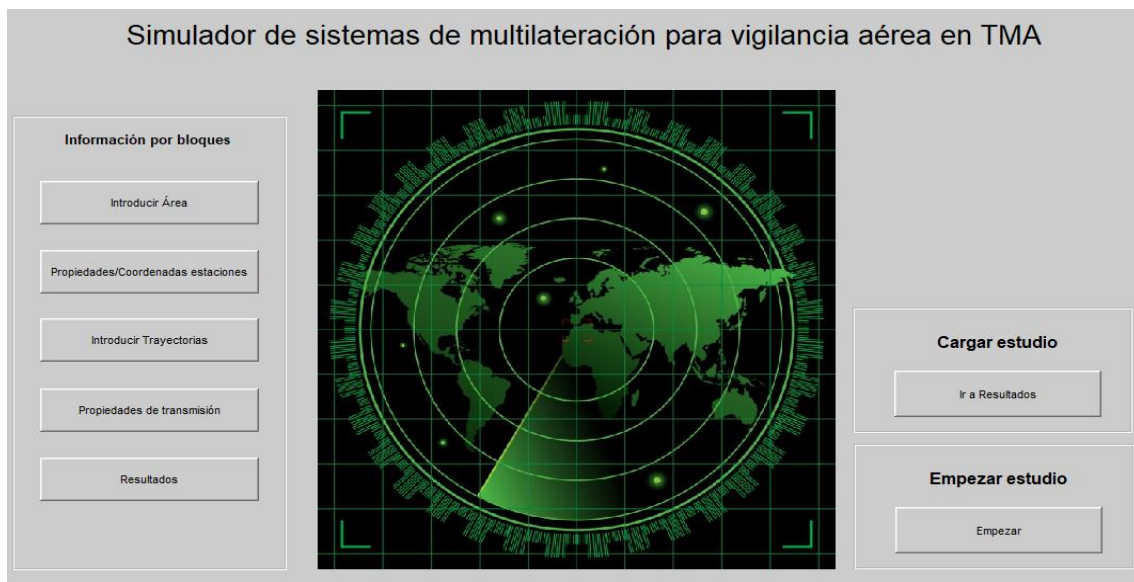 Simulador de sistemas de multilateración para vigilancia aérea en TMA
Información por bloques
Introducir Área
Propiedades/Coordenadas estaciones
Introducir Trayectorias
Propiedades de transmisión
Resultados
Cargar estudio
Ir a Resultados
Empezar estudio
Empezar